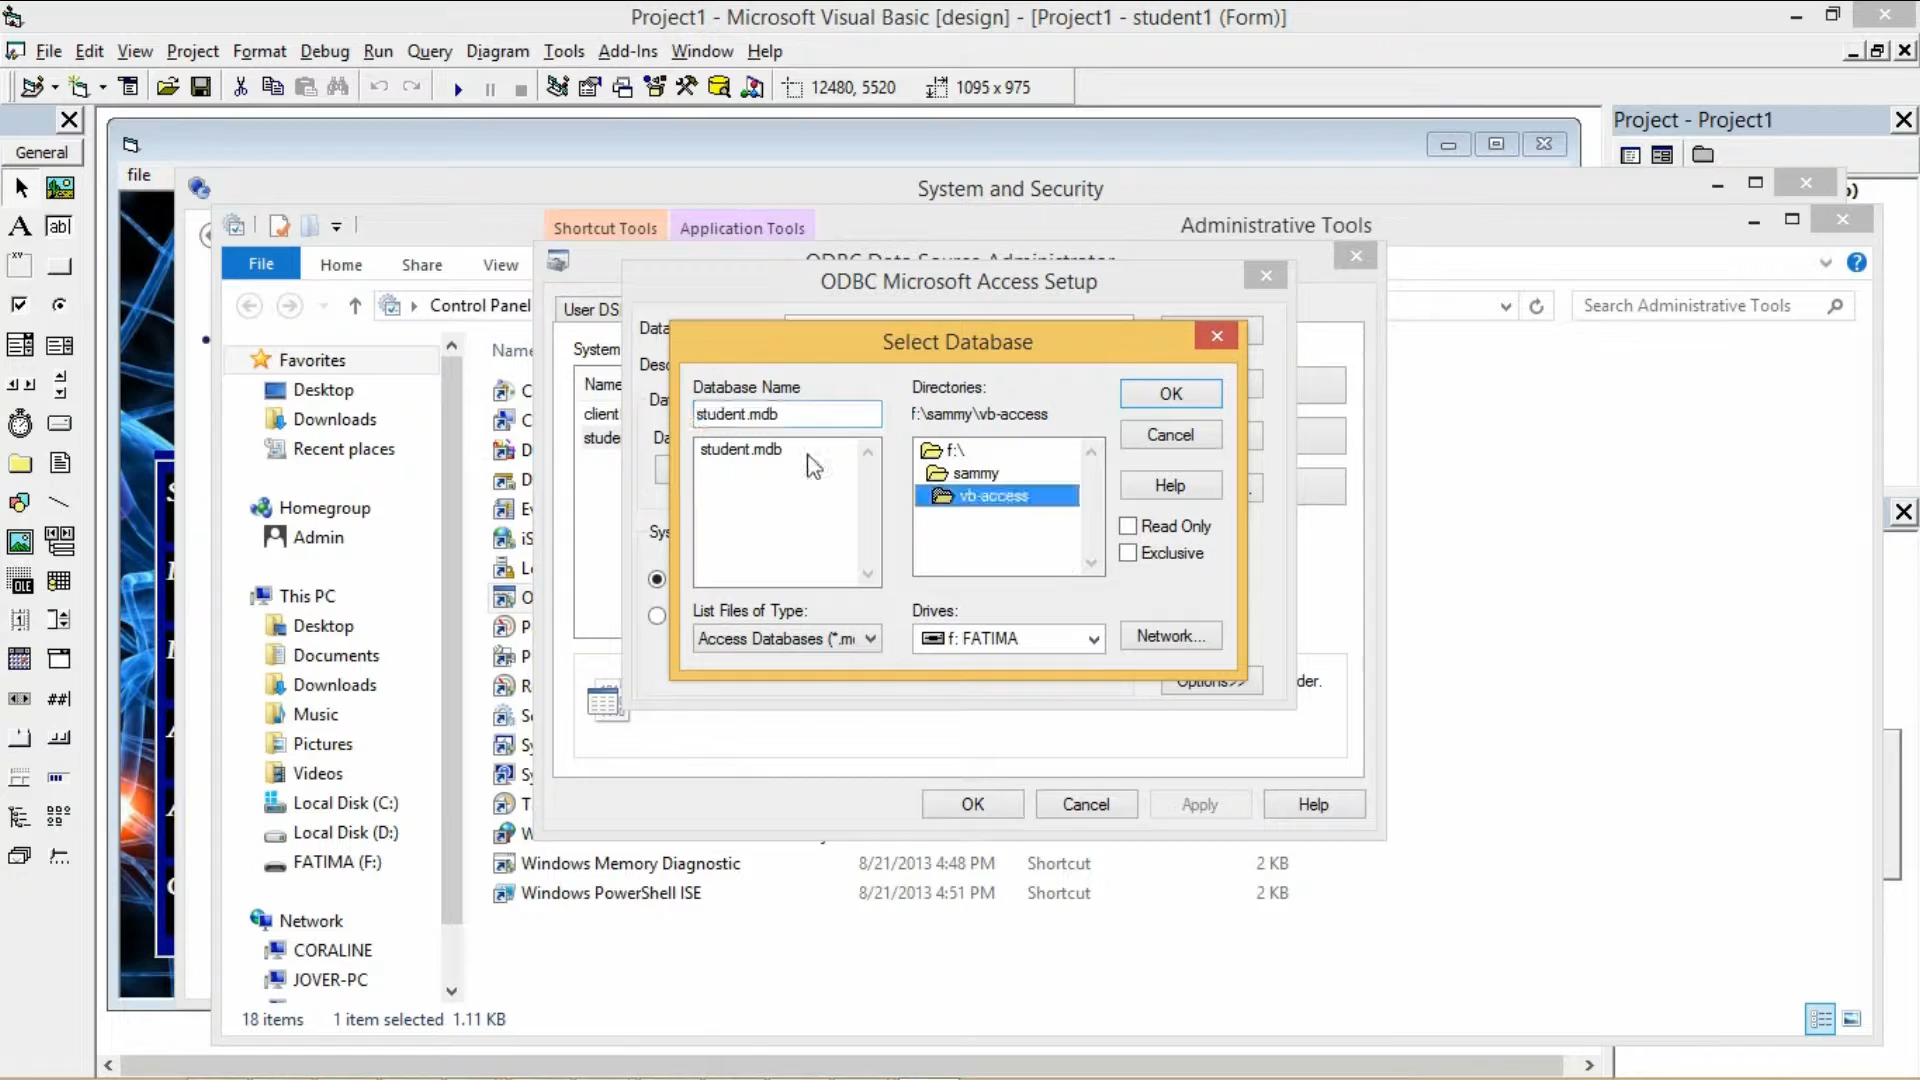 Project1 - Microsoft Visual Basic [design] - [Project1 - student1 (Form)]
File Edit View Project Format Debug Run Query Diagram Tools Add-Ins Window Help
12480, 5520 1095 x 975
General
Project - Project1
file
System and Security
Administrative Tools
Shortcut Tools Application Tools
File Home Share View
Control Panel
Search Administrative Tools
Favorites
Desktop
Downloads
Recent places
Homegroup
Admin
This PC
Desktop
Documents
Downloads
Music
Pictures
Videos
Local Disk (C:)
Local Disk (D:)
FATIMA (F:)
Network
CORALINE
JOVER-PC
ODBC Data Source Administrator
User DS
System
Name
client
stude
ODBC Microsoft Access Setup
Select Database
Database Name
student.mdb
student.mdb
List Files of Type:
Access Databases (*.m
Directories:
f:\sammy\vb-access
f:\
sammy
vb-access
Drives:
f: FATIMA
OK
Cancel
Help
Read Only
Exclusive
Network...
Options>>
der.
OK Cancel Apply Help
Windows Memory Diagnostic 8/21/2013 4:48 PM Shortcut 2 KB
Windows PowerShell ISE 8/21/2013 4:51 PM Shortcut 2 KB
18 items 1 item selected 1.11 KB